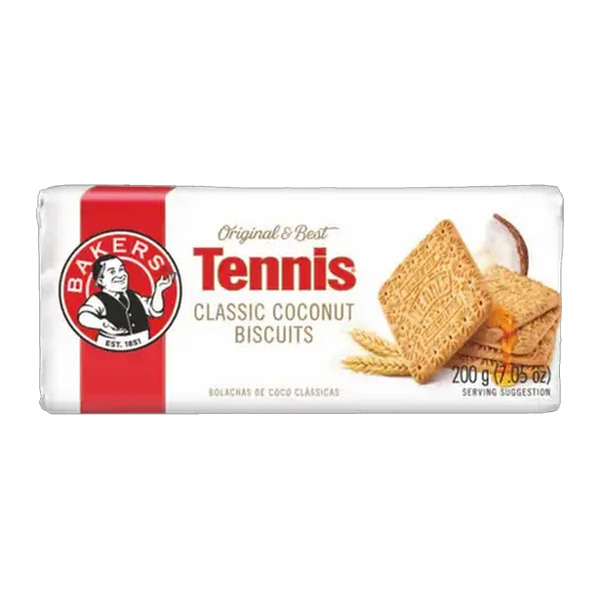 BAKERS
EST. 1851
Original & Best
Tennis
CLASSIC COCONUT
BISCUITS
BOLACHAS DE COCO CLÁSSICAS
TENNIS
200 g (7.05 oz)
SERVING SUGGESTION